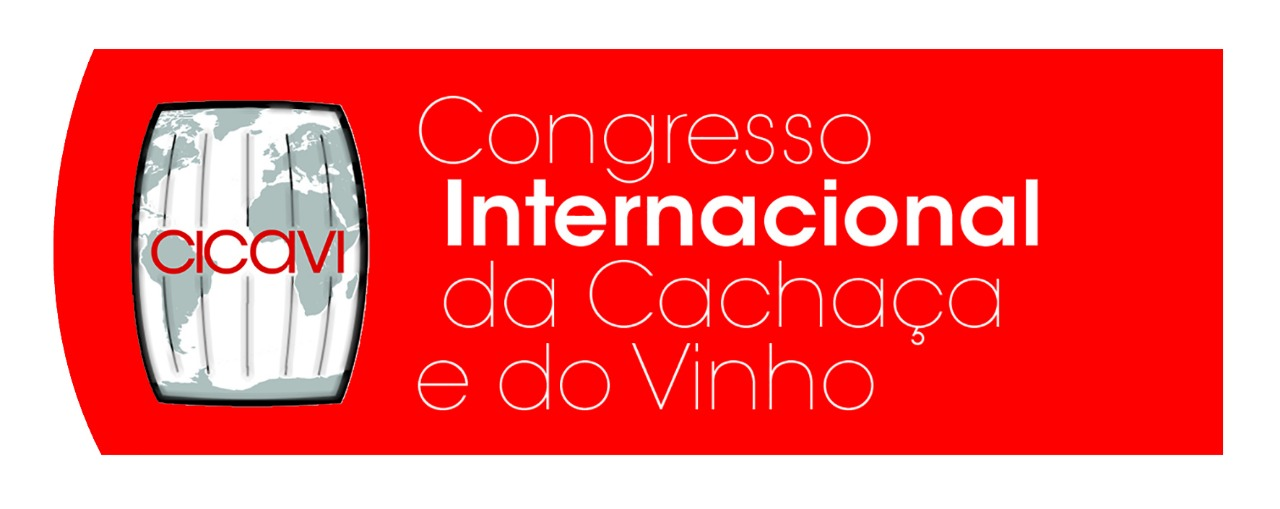 CICAVI
Congresso
Internacional
da Cachaça
e do Vinho